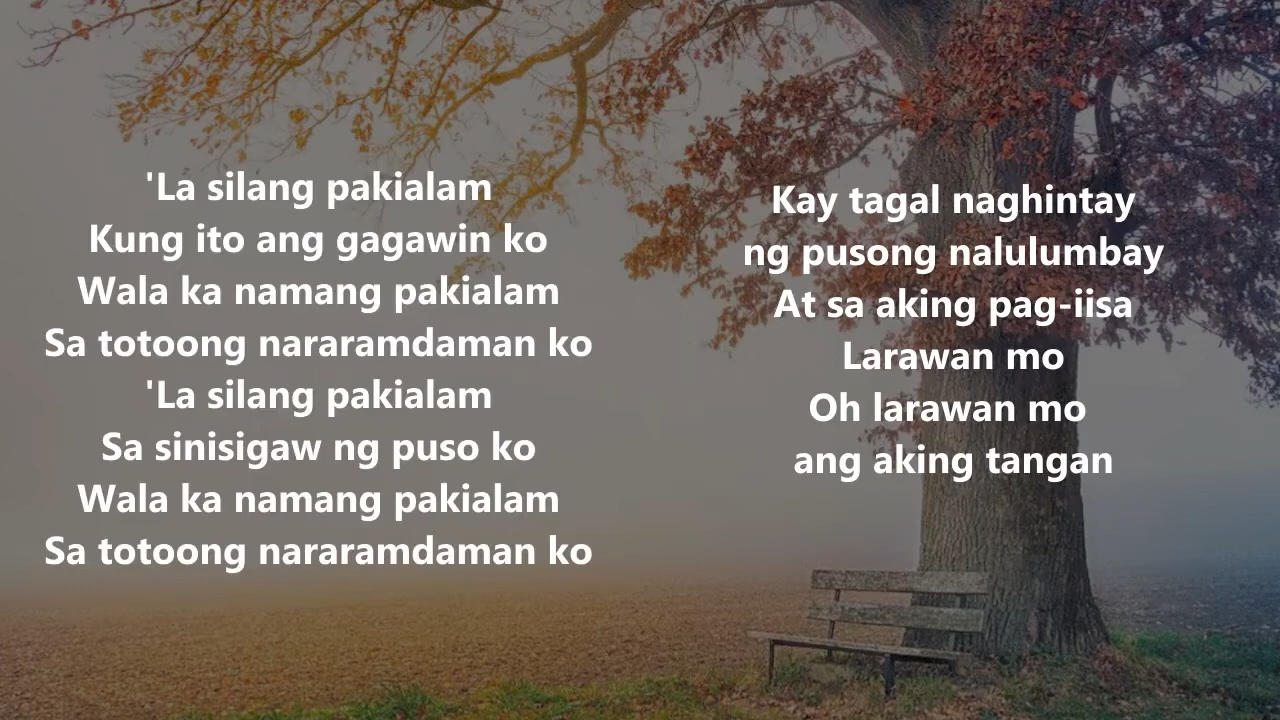 'La silang pakialam
Kung ito ang gagawin ko
Wala ka namang pakialam
Sa totoong nararamdaman ko
'La silang pakialam
Sa sinisigaw ng puso ko
Wala ka namang pakialam
Sa totoong nararamdaman ko
Kay tagal naghintay
ng pusong nalulumbay
At sa aking pag-iisa
Larawan mo
Oh larawan mo
ang aking tangan